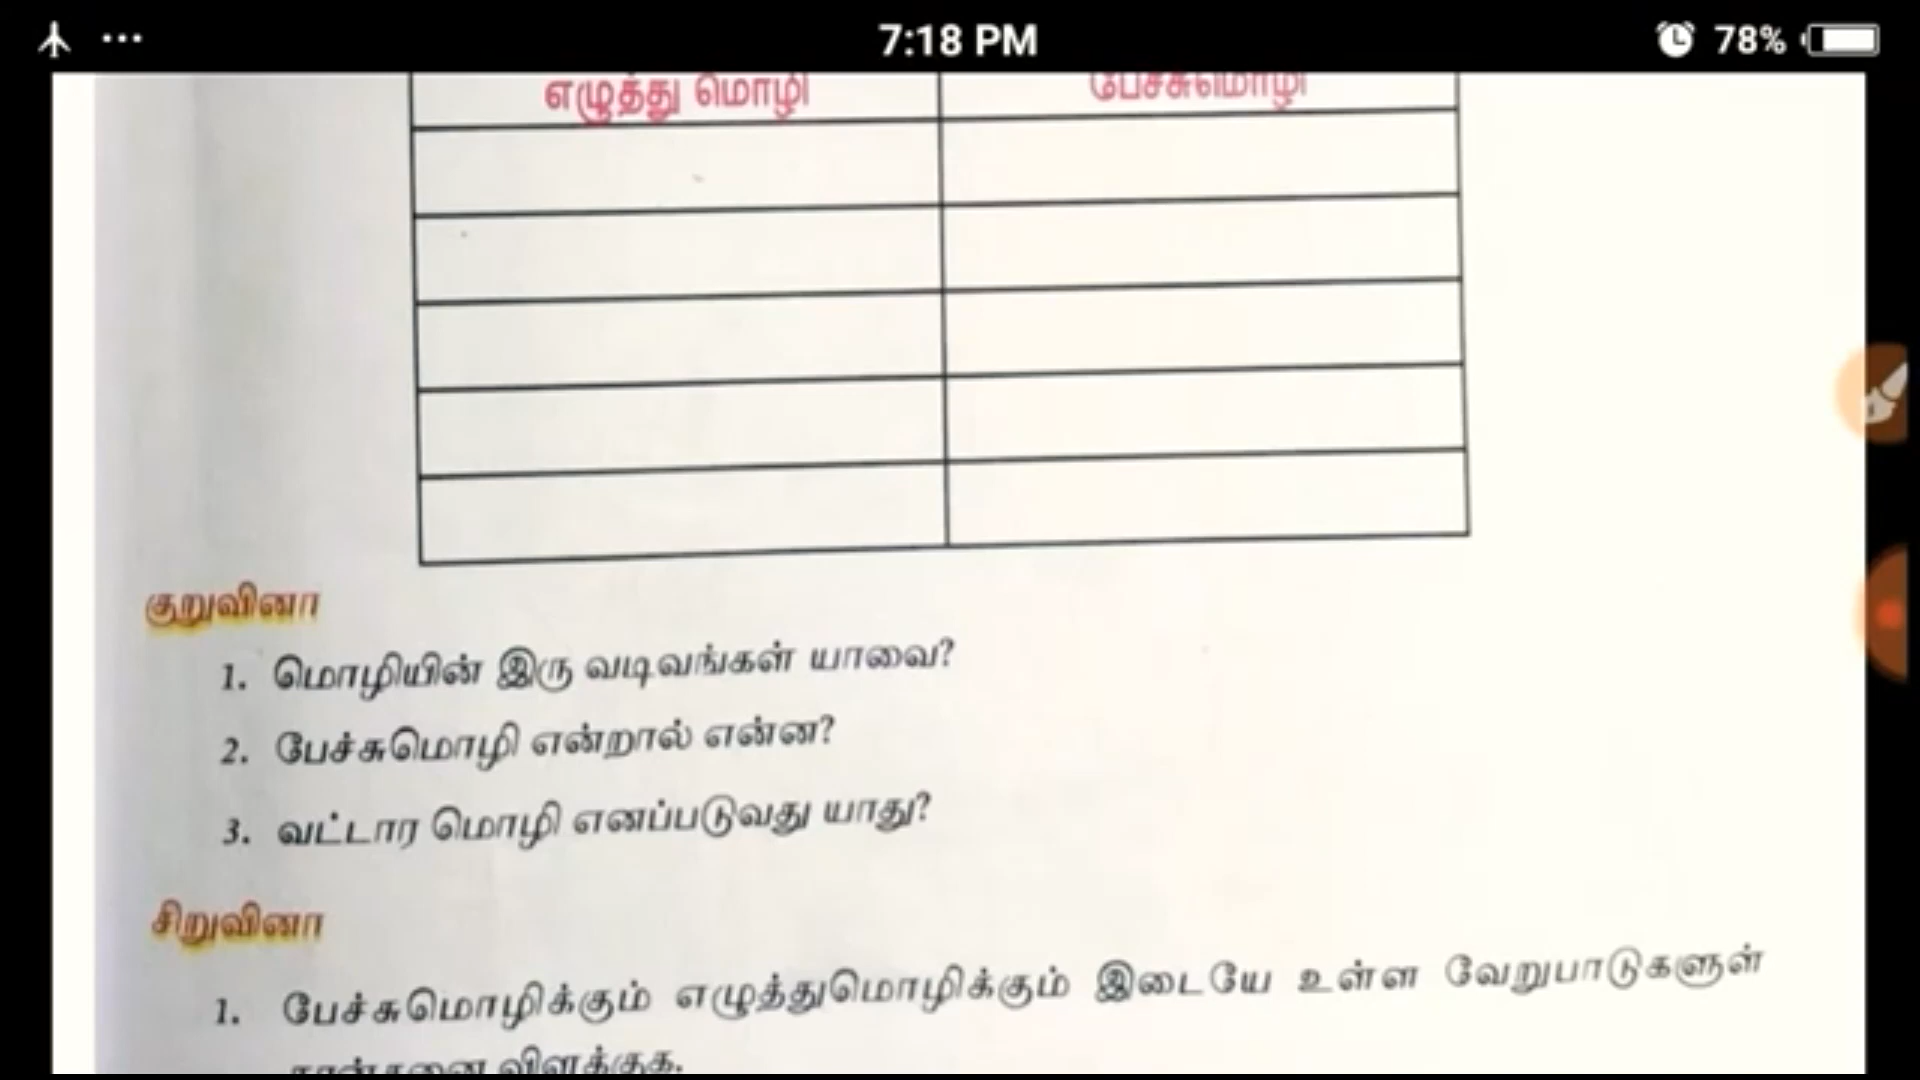 7:18 PM
78%
எழுத்து மொழி
பேச்சுமொழி
குறுவினா
1. மொழியின் இரு வடிவங்கள் யாவை?
2. பேச்சுமொழி என்றால் என்ன?
3. வட்டார மொழி எனப்படுவது யாது?
சிறுவினா
1. பேச்சுமொழிக்கும் எழுத்துமொழிக்கும் இடையே உள்ள வேறுபாடுகளுள்
விளக்குக.